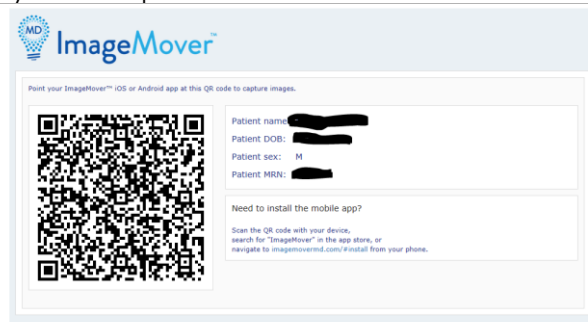 MD
ImageMover™
Point your ImageMover™ iOS or Android app at this QR code to capture images.
Patient name
Patient DOB:
Patient sex: M
Patient MRN:
Need to install the mobile app?
Scan the QR code with your device,
search for "ImageMover" in the app store, or
navigate to imagemovermd.com/#install from your phone.